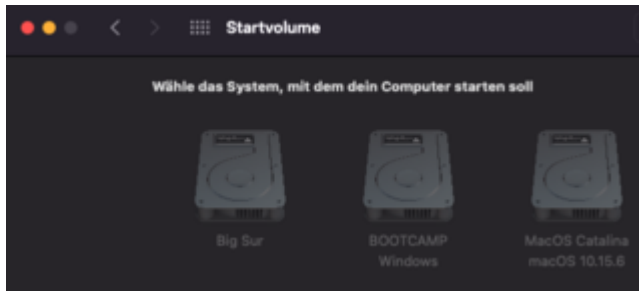 Startvolume
Wähle das System, mit dem dein Computer starten soll
Big Sur
BOOTCAMP
Windows
MacOS Catalina
macOS 10.15.6